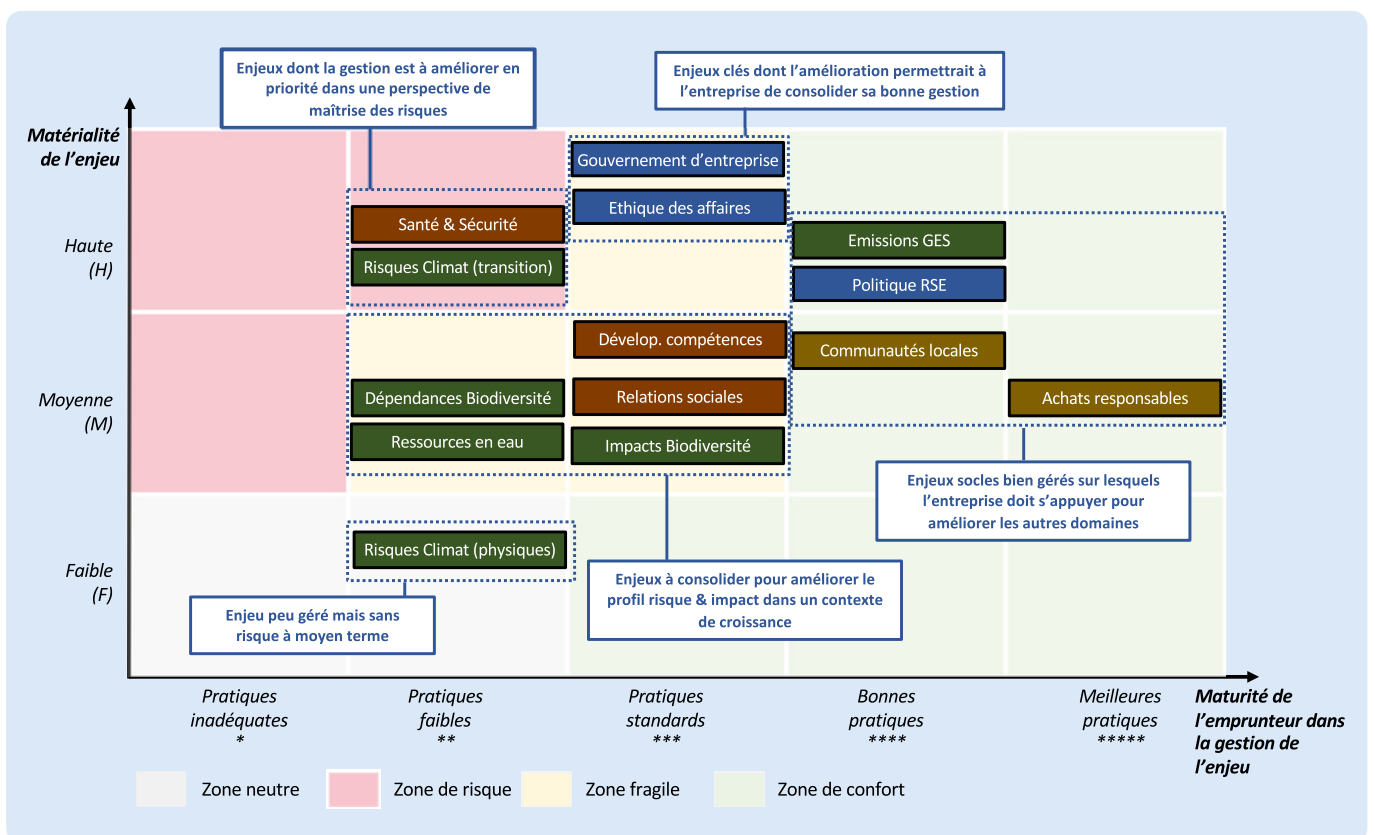 Enjeux dont la gestion est à améliorer en
priorité dans une perspective de
maîtrise des risques
Enjeux clés dont l’amélioration permettrait à
l’entreprise de consolider sa bonne gestion
Matérialité
de l’enjeu
Gouvernement d’entreprise
Ethique des affaires
Haute
(H)
Santé & Sécurité
Risques Climat (transition)
Emissions GES
Politique RSE
Moyenne
(M)
Dévelop. compétences
Communautés locales
Dépendances Biodiversité
Relations sociales
Achats responsables
Ressources en eau
Impacts Biodiversité
Enjeux socles bien gérés sur lesquels
l’entreprise doit s’appuyer pour
améliorer les autres domaines
Faible
(F)
Risques Climat (physiques)
Enjeu peu géré mais sans
risque à moyen terme
Enjeux à consolider pour améliorer le
profil risque & impact dans un contexte
de croissance
Pratiques
inadéquates
*
Pratiques
faibles
**
Pratiques
standards
***
Bonnes
pratiques
****
Meilleures
pratiques
*****
Maturité de
l’emprunteur dans
la gestion de
l’enjeu
Zone neutre
Zone de risque
Zone fragile
Zone de confort